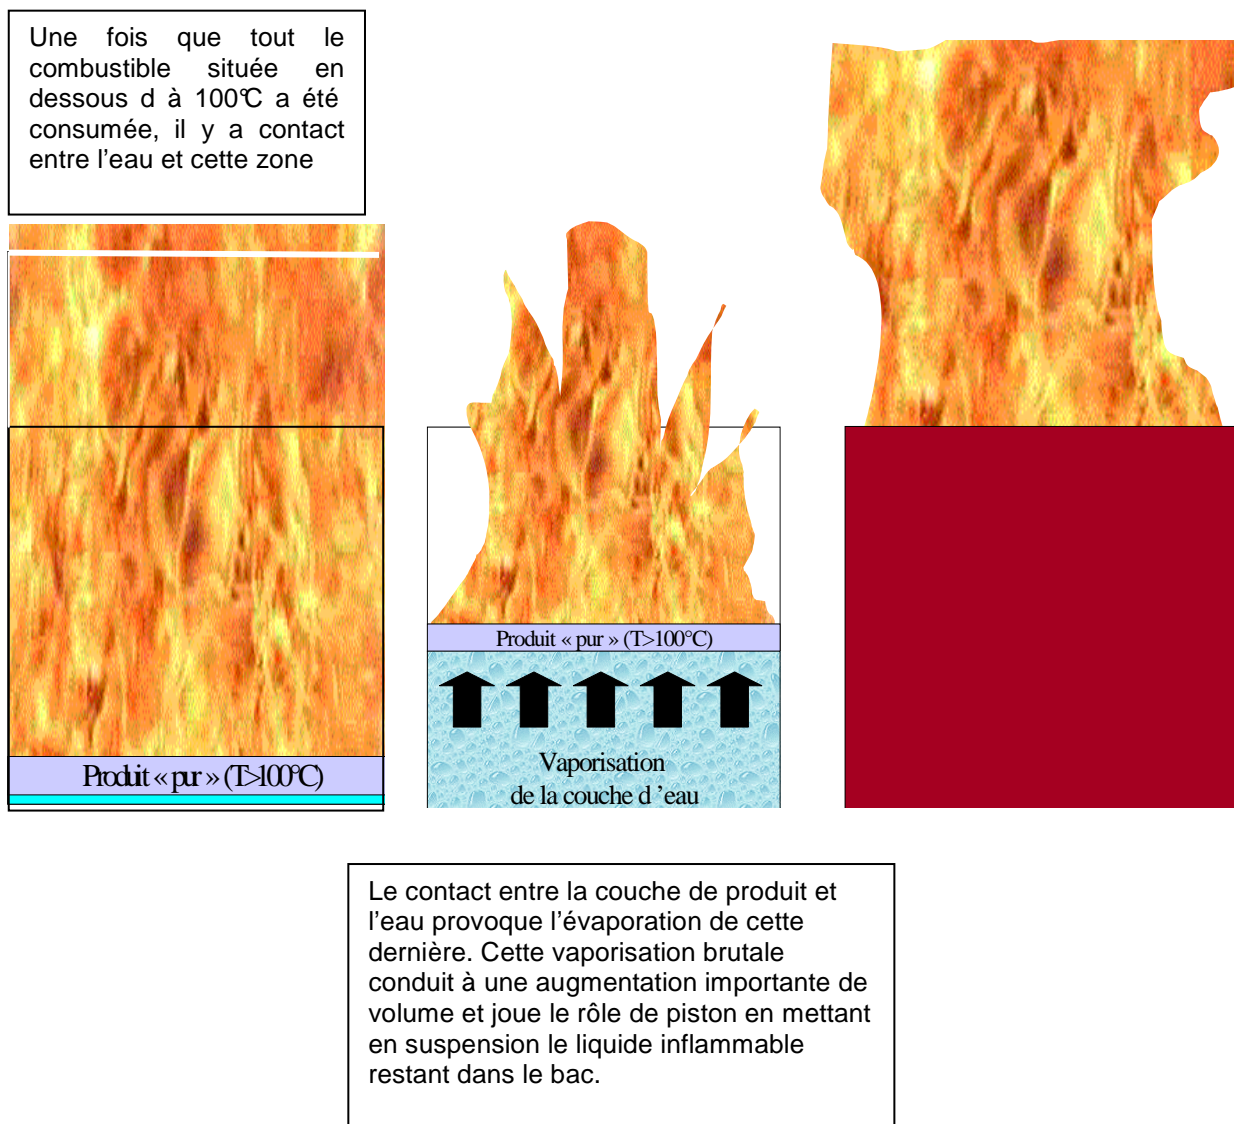 Une fois que tout le
combustible située en
dessous d à 100°C a été
consumée, il y a contact
entre l'eau et cette zone
Produit « pur » (T>100°C)
Produit « pur » (T>100°C)
Vaporisation
de la couche d ’eau
Le contact entre la couche de produit et
l'eau provoque l'évaporation de cette
dernière. Cette vaporisation brutale
conduit à une augmentation importante de
volume et joue le rôle de piston en mettant
en suspension le liquide inflammable
restant dans le bac.